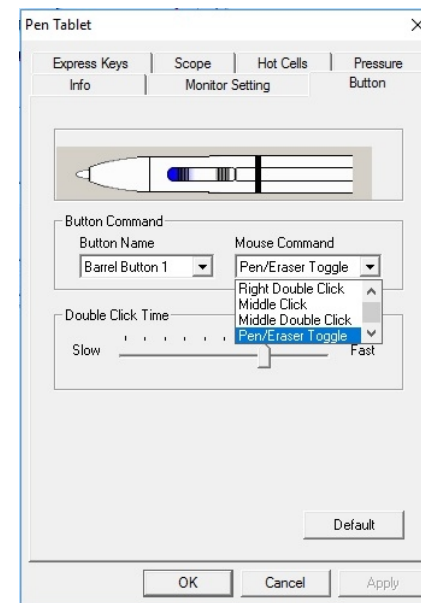 Pen Tablet
Express Keys Scope Hot Cells Pressure
Info Monitor Setting Button
Button Command
Button Name Mouse Command
Barrel Button 1 Pen/Eraser Toggle
Right Double Click
Middle Click
Middle Double Click
Pen/Eraser Toggle
Double Click Time
Slow Fast
Default
OK Cancel Apply